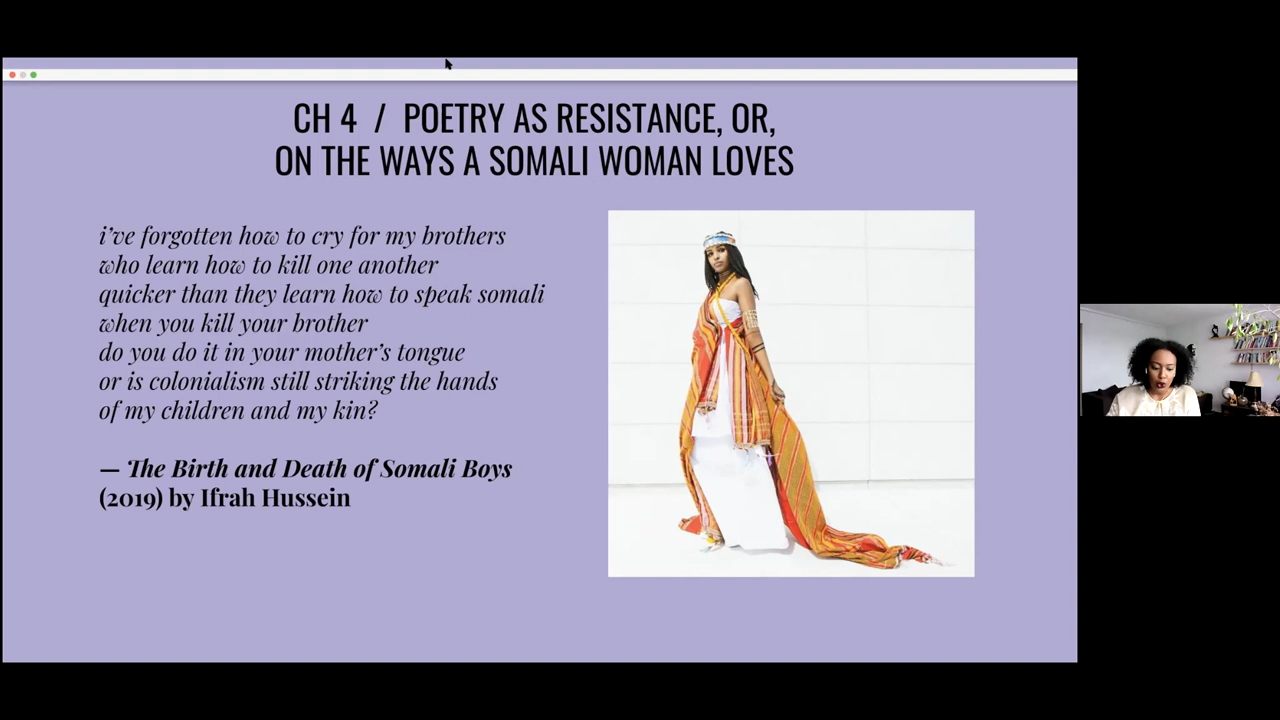 CH 4 / POETRY AS RESISTANCE, OR,
ON THE WAYS A SOMALI WOMAN LOVES
i've forgotten how to cry for my brothers
who learn how to kill one another
quicker than they learn how to speak somali
when you kill your brother
do you do it in your mother's tongue
or is colonialism still striking the hands
of my children and my kin?
— The Birth and Death of Somali Boys
(2019) by Ifrah Hussein